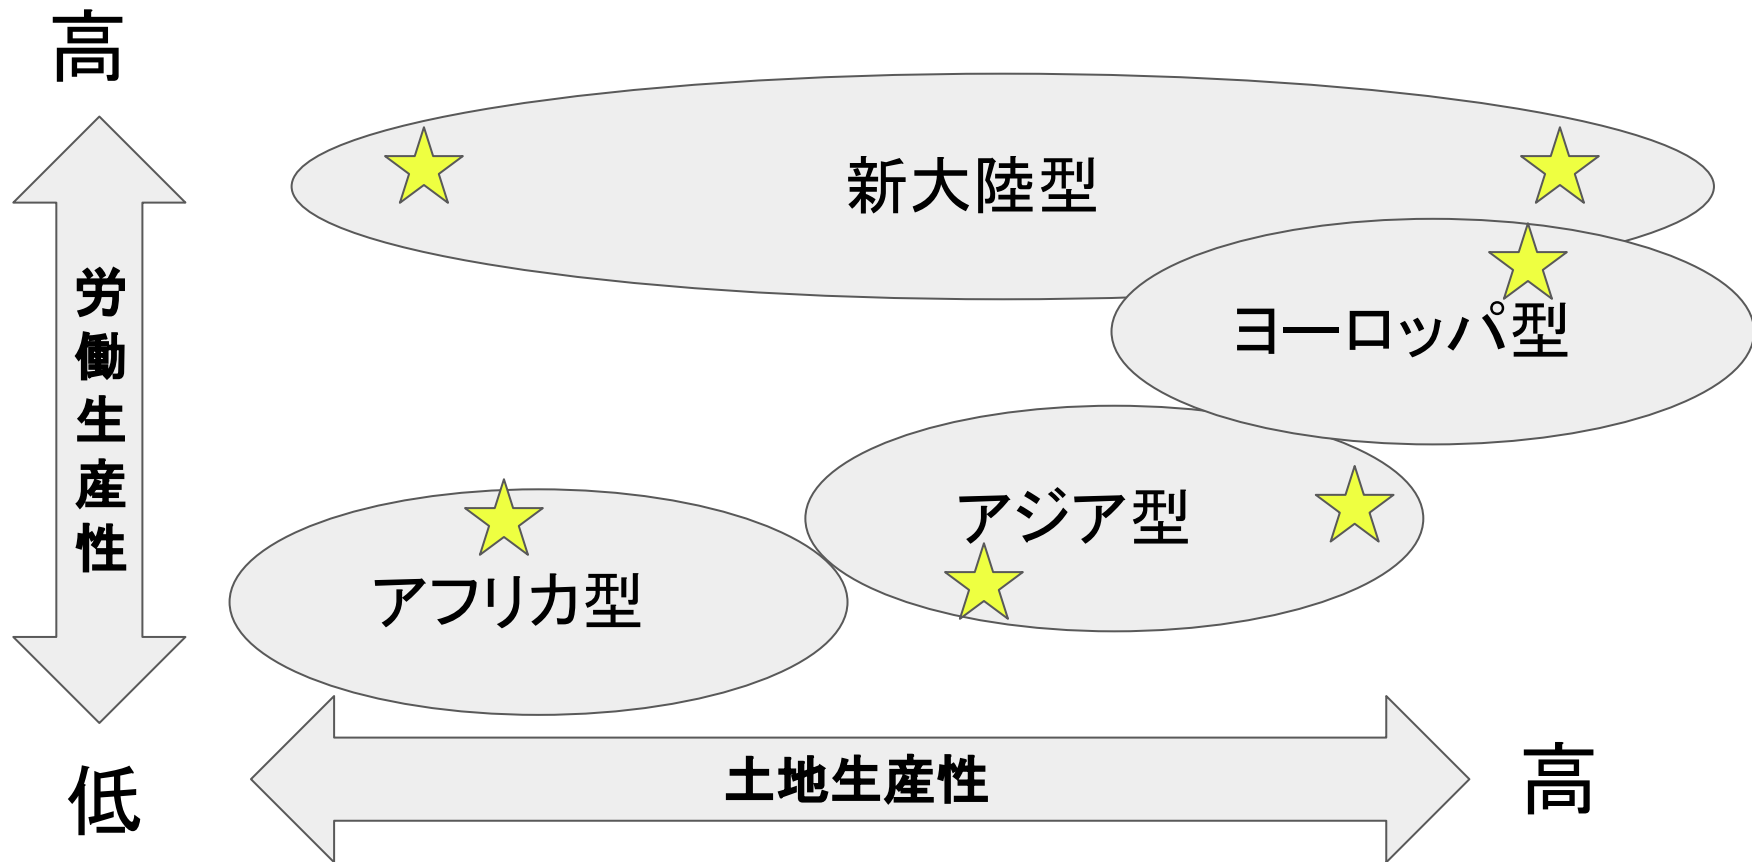 高
新大陸型
労働生産性
ヨーロッパ型
アジア型
アフリカ型
低
土地生産性
高